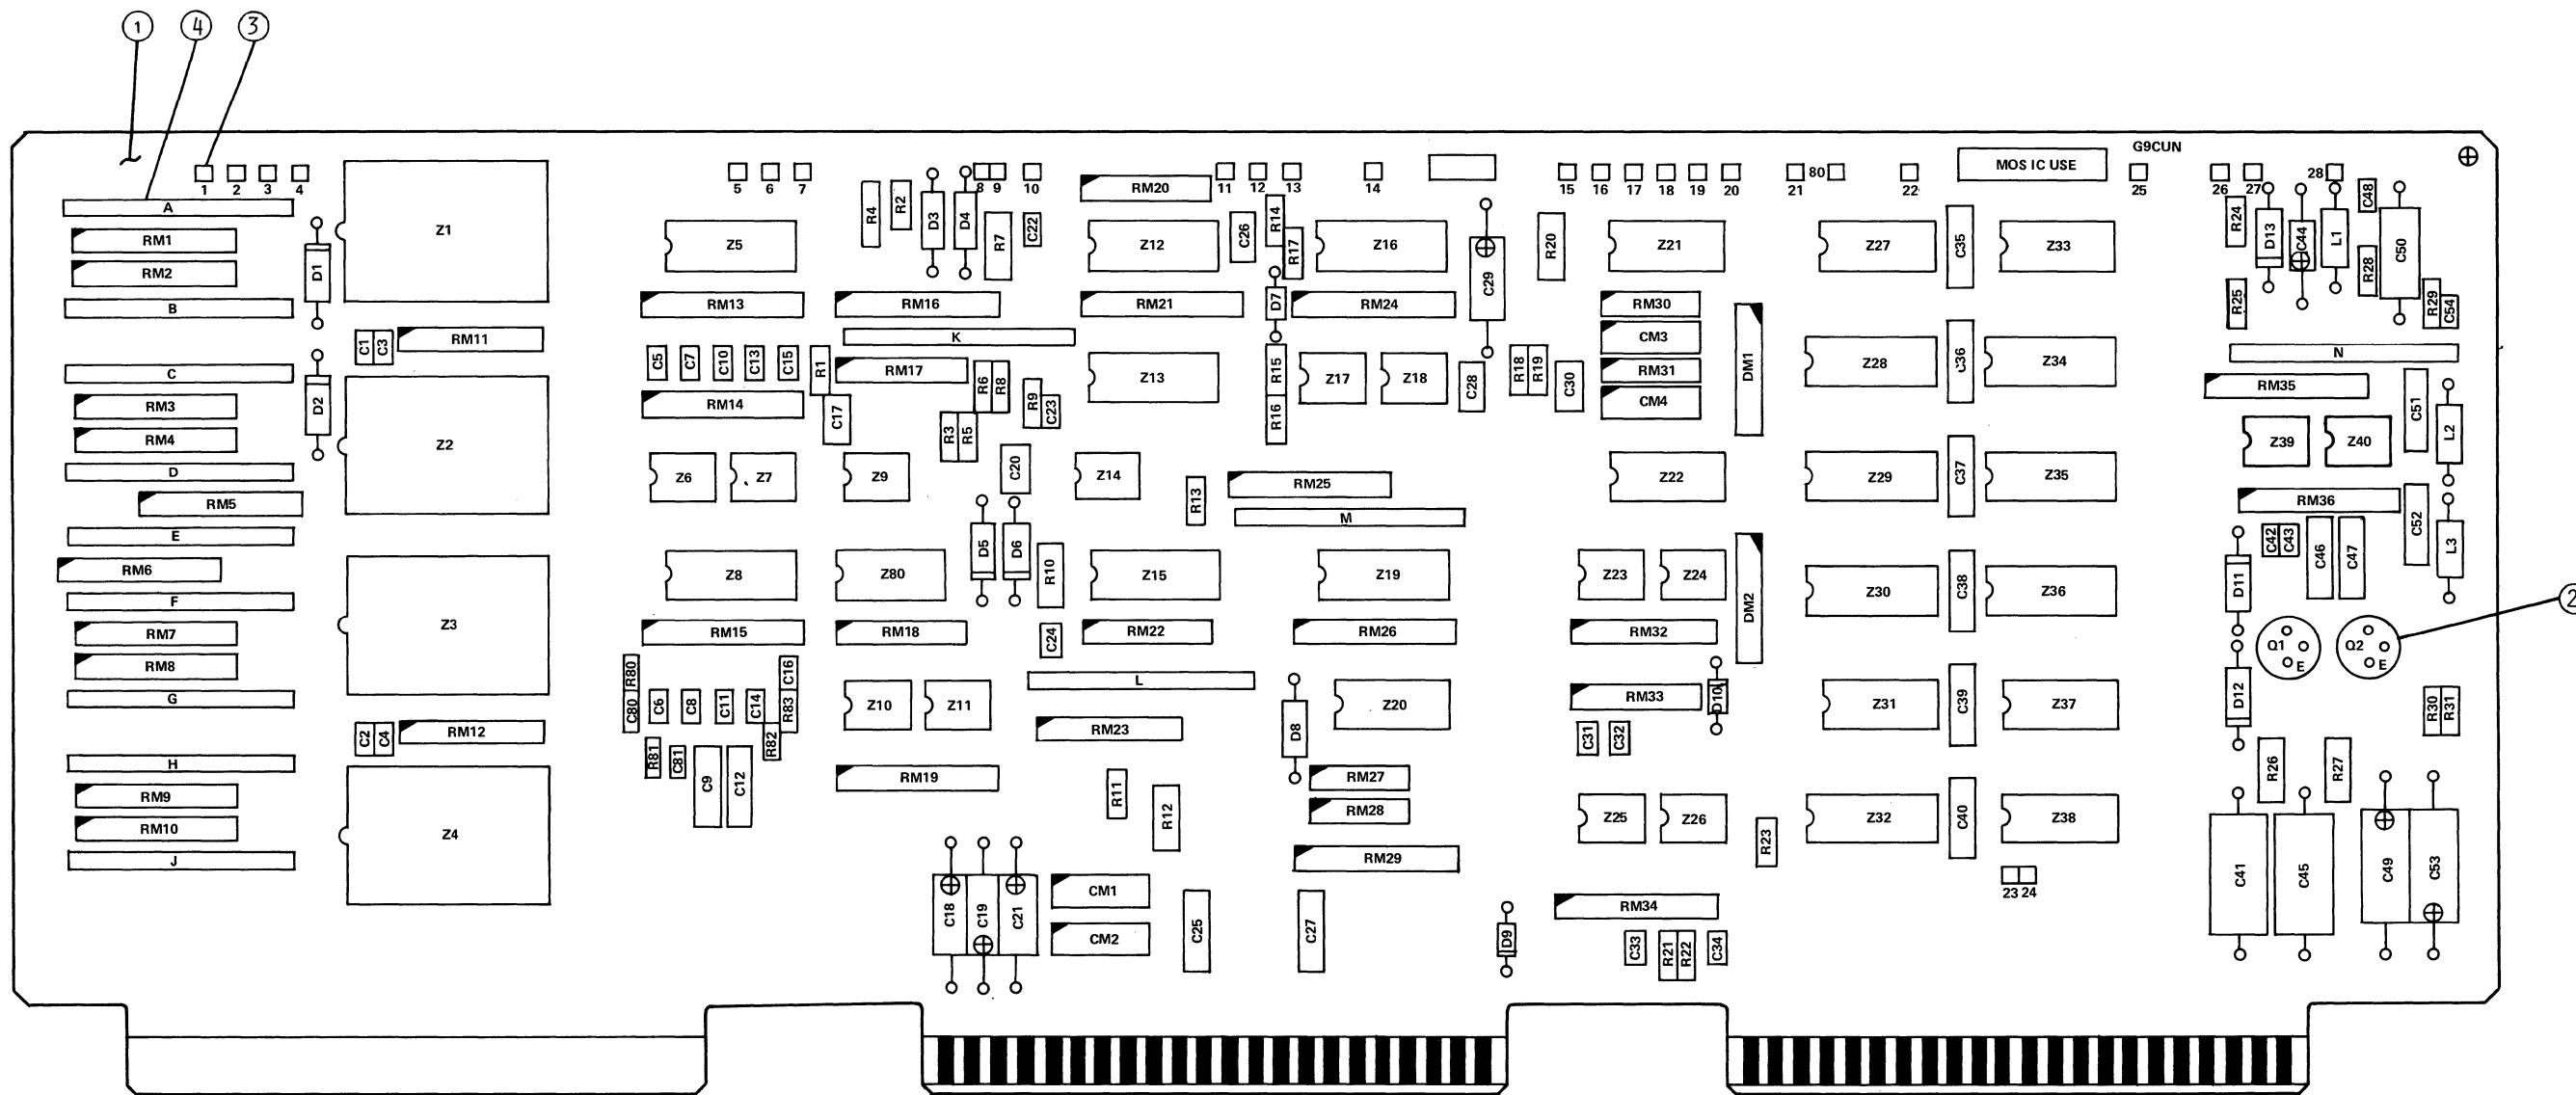 1 4 3
G9CUN
MOS IC USE
1 2 3 4 5 6 7 8 9 10 11 12 13 14 15 16 17 18 19 20 21 80 22 25 26 27 28
A
RM1
RM2
B
C
RM3
RM4
D
RM5
E
RM6
F
RM7
RM8
G
H
RM9
RM10
J
D1
D2
Z1
C1 C3 RM11
Z2
Z3
C2 C4 RM12
Z4
Z5
RM13
C5 C7 C10 C13 C15 R1
RM14 C17
Z6 Z7
Z8
RM15
R80 C16
C80 C6 C8 C11 C14 R83
R81 C81 R82
C9 C12
R4 R2 D3 D4 R7 C22
RM16
K
RM17 R6 R8 R9 C23
R3 R5
Z9 C20
D5 D6
Z80 R10
RM18 C24
L
Z10 Z11
RM23
RM19
R11 R12
C18 C19 C21
CM1
CM2
C25
RM20
Z12 C26 R14 R17
RM21 D7
Z13 R15
R16
Z14 R13
Z15
RM22
Z16
RM24
C29
Z17 Z18 C28
RM25
M
Z19
RM26
D8 Z20
RM27
RM28
RM29
C27
D9
R20 Z21
RM30
CM3
R18 R19 C30 RM31
CM4
DM1
Z22
Z23 Z24
DM2
RM32
RM33 D10
C31 C32
Z25 Z26
R23
RM34
C33 R21 R22 C34
Z27 C35 Z33
Z28 C36 Z34
Z29 C37 Z35
Z30 C38 Z36
Z31 C39 Z37
Z32 C40 Z38
23 24
R24 D13 C44 L1 C48 C50
R28
R25 R29 C54
N
RM35 C51
Z39 Z40 L2
RM36 C52
C42 C43 C46 C47 L3
D11
2
Q1 E Q2 E
D12 R30 R31
R26 R27
C41 C45 C49 C53